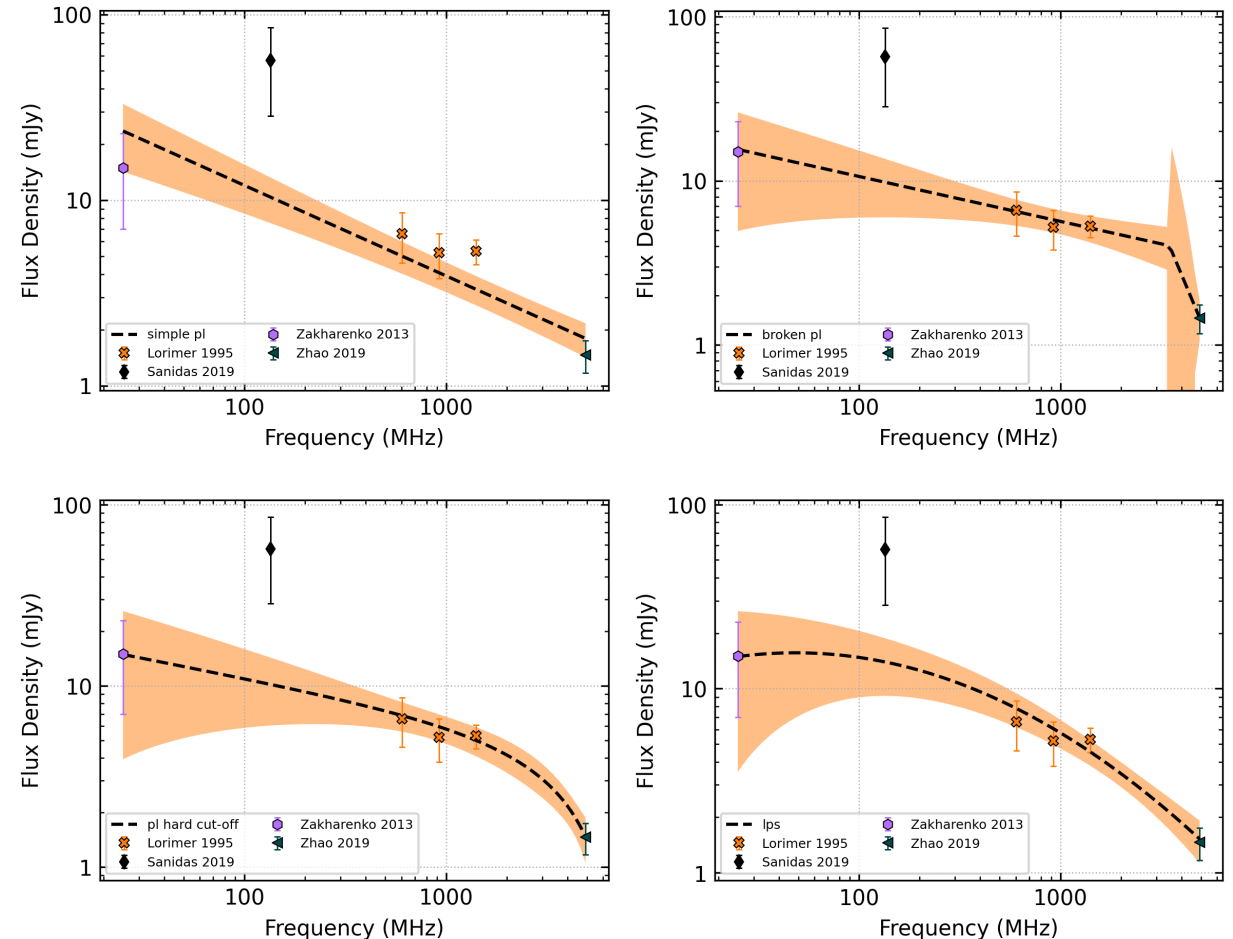 100
10
1
Flux Density (mJy)
simple pl
Lorimer 1995
Sanidas 2019
Zakharenko 2013
Zhao 2019
100
1000
Frequency (MHz)
100
10
1
Flux Density (mJy)
broken pl
Lorimer 1995
Sanidas 2019
Zakharenko 2013
Zhao 2019
100
1000
Frequency (MHz)
100
10
1
Flux Density (mJy)
pl hard cut-off
Lorimer 1995
Sanidas 2019
Zakharenko 2013
Zhao 2019
100
1000
Frequency (MHz)
100
10
1
Flux Density (mJy)
lps
Lorimer 1995
Sanidas 2019
Zakharenko 2013
Zhao 2019
100
1000
Frequency (MHz)